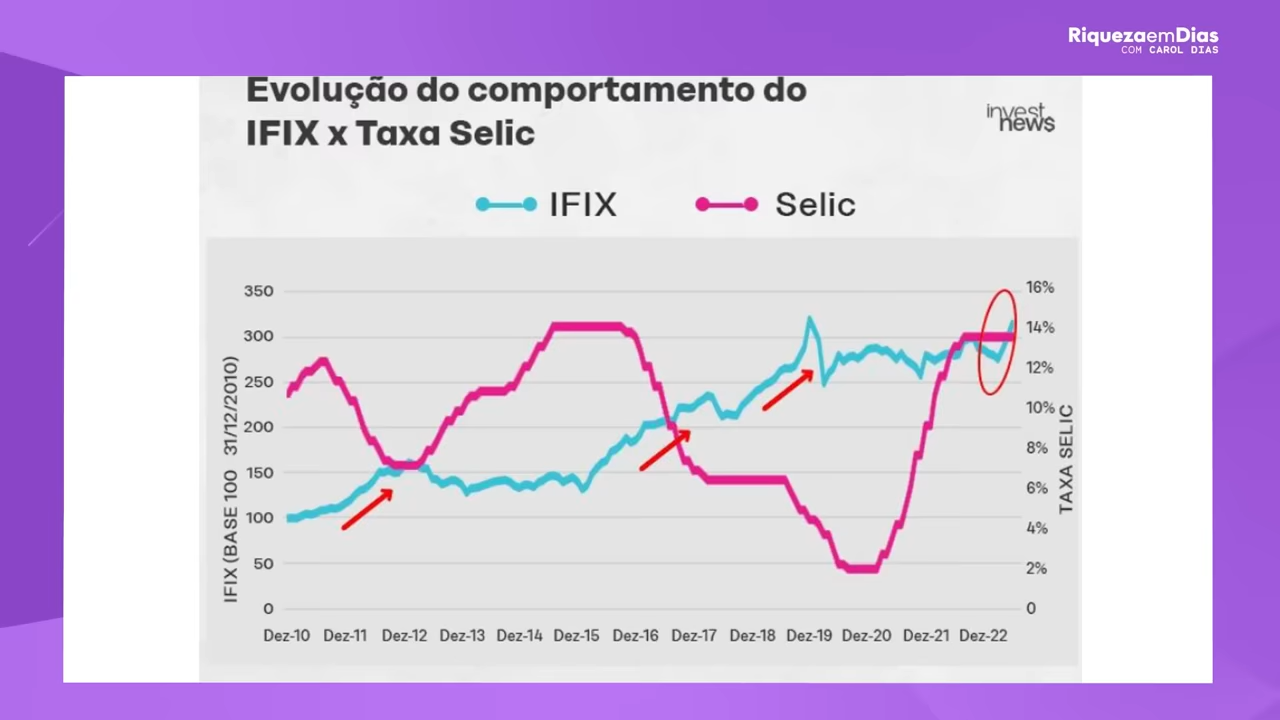 RiquezaemDias
COM CAROL DIAS
Evolução do comportamento do
IFIX x Taxa Selic
invest
new$
IFIX
Selic
IFIX (BASE 100 31/12/2010)
350
300
250
200
150
100
50
0
16%
14%
12%
10%
8%
6%
4%
2%
0
TAXA SELIC
Dez-10 Dez-11 Dez-12 Dez-13 Dez-14 Dez-15 Dez-16 Dez-17 Dez-18 Dez-19 Dez-20 Dez-21 Dez-22